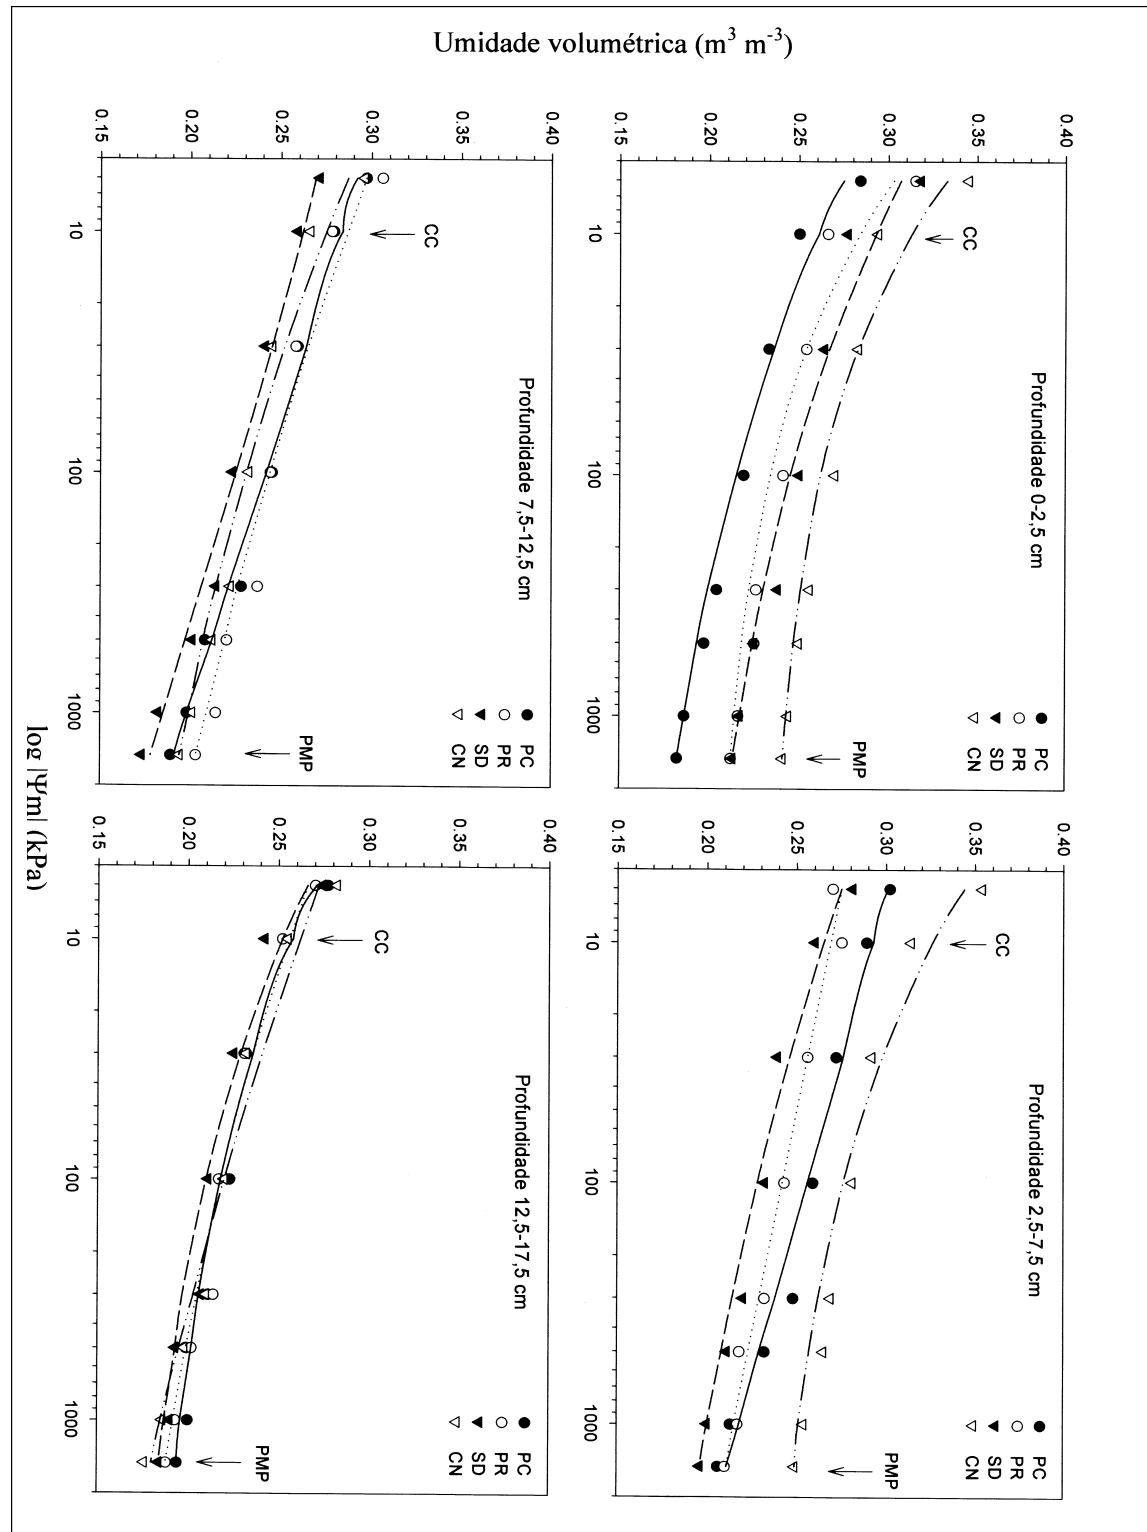 Umidade volumétrica (m³ m⁻³)
0.40
0.35
0.30
0.25
0.20
0.15
CC
Profundidade 0-2,5 cm
PC
PR
SD
CN
PMP
10
100
1000
0.40
0.35
0.30
0.25
0.20
0.15
CC
Profundidade 2,5-7,5 cm
PC
PR
SD
CN
PMP
10
100
1000
0.40
0.35
0.30
0.25
0.20
0.15
CC
Profundidade 7,5-12,5 cm
PC
PR
SD
CN
PMP
10
100
1000
0.40
0.35
0.30
0.25
0.20
0.15
CC
Profundidade 12,5-17,5 cm
PC
PR
SD
CN
PMP
10
100
1000
log |Ψm| (kPa)